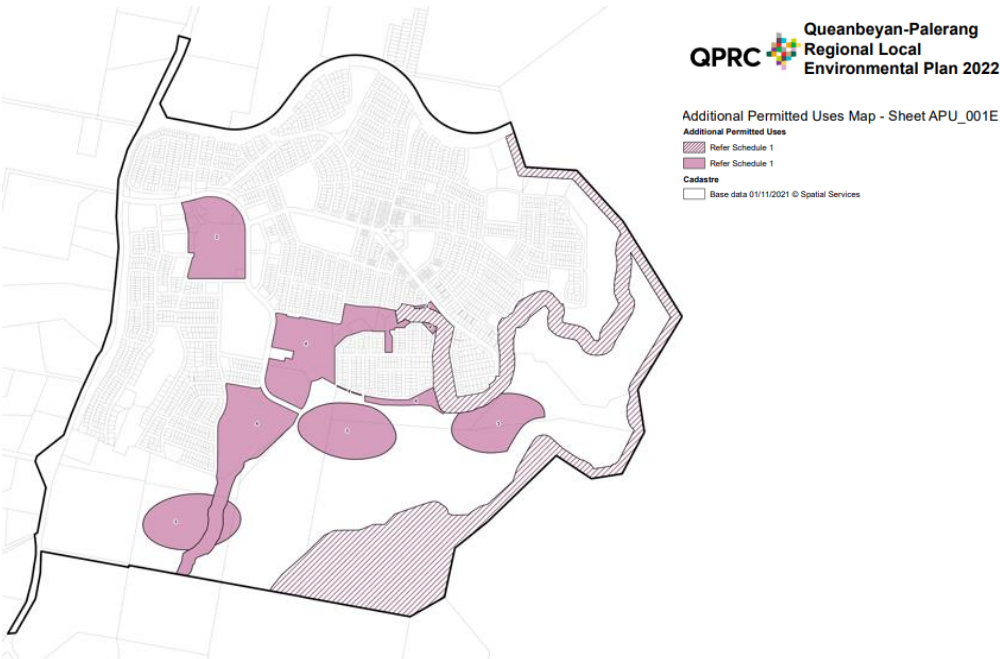 QPRC
Queanbeyan-Palerang
Regional Local
Environmental Plan 2022
Additional Permitted Uses Map - Sheet APU_001E
Additional Permitted Uses
Refer Schedule 1
Refer Schedule 1
Cadastre
Base data 01/11/2021 © Spatial Services